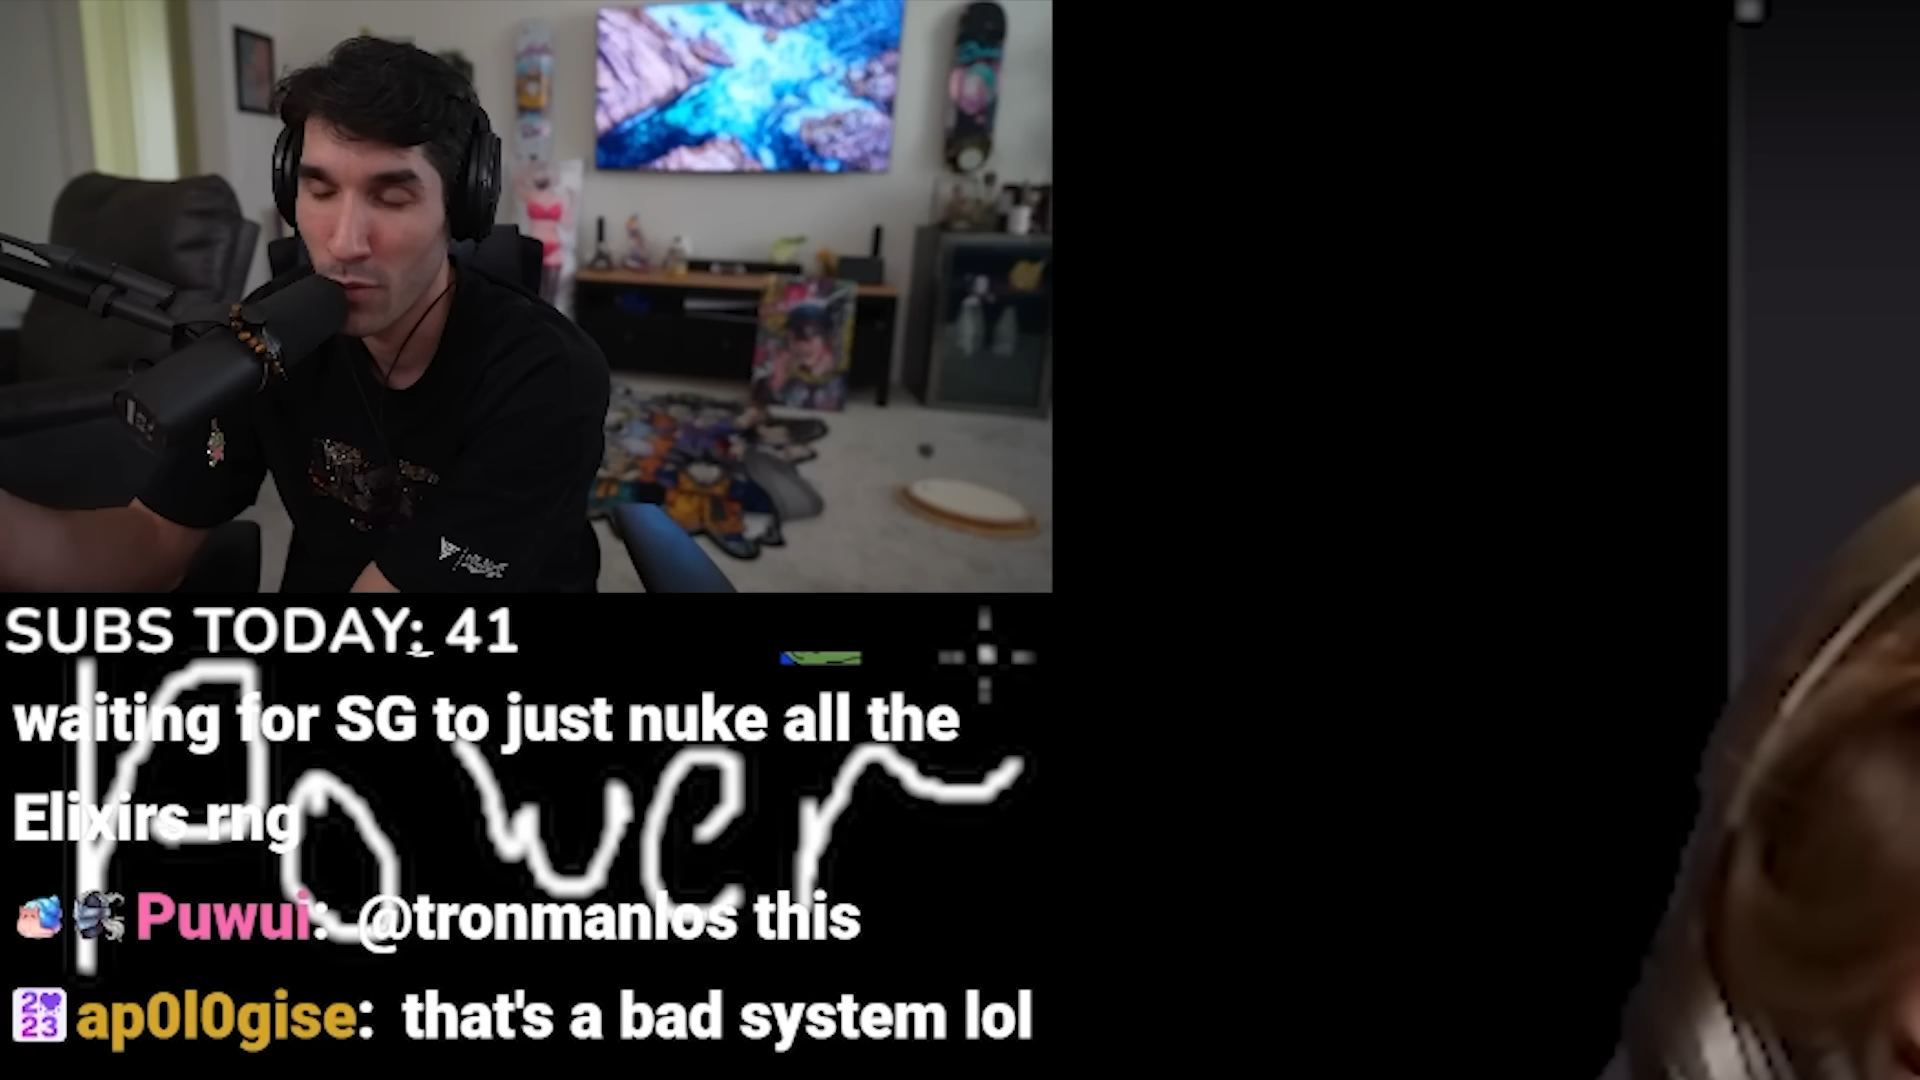 SUBS TODAY: 41
waiting for SG to just nuke all the
Elixirs rng
Power
Puwui: @tronmanlos this
2023 ap0l0gise: that's a bad system lol